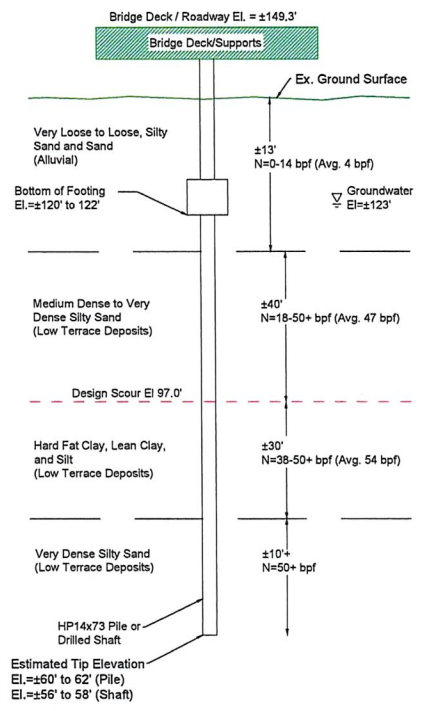 Bridge Deck / Roadway El. = ±149.3'
Bridge Deck/Supports
Ex. Ground Surface
Very Loose to Loose, Silty
Sand and Sand
(Alluvial)
±13'
N=0-14 bpf (Avg. 4 bpf)
Bottom of Footing
El.=±120' to 122'
Groundwater
El=±123'
Medium Dense to Very
Dense Silty Sand
(Low Terrace Deposits)
±40'
N=18-50+ bpf (Avg. 47 bpf)
Design Scour El 97.0'
Hard Fat Clay, Lean Clay,
and Silt
(Low Terrace Deposits)
±30'
N=38-50+ bpf (Avg. 54 bpf)
Very Dense Silty Sand
(Low Terrace Deposits)
±10'+
N=50+ bpf
HP14x73 Pile or
Drilled Shaft
Estimated Tip Elevation
El.=±60' to 62' (Pile)
El.=±56' to 58' (Shaft)